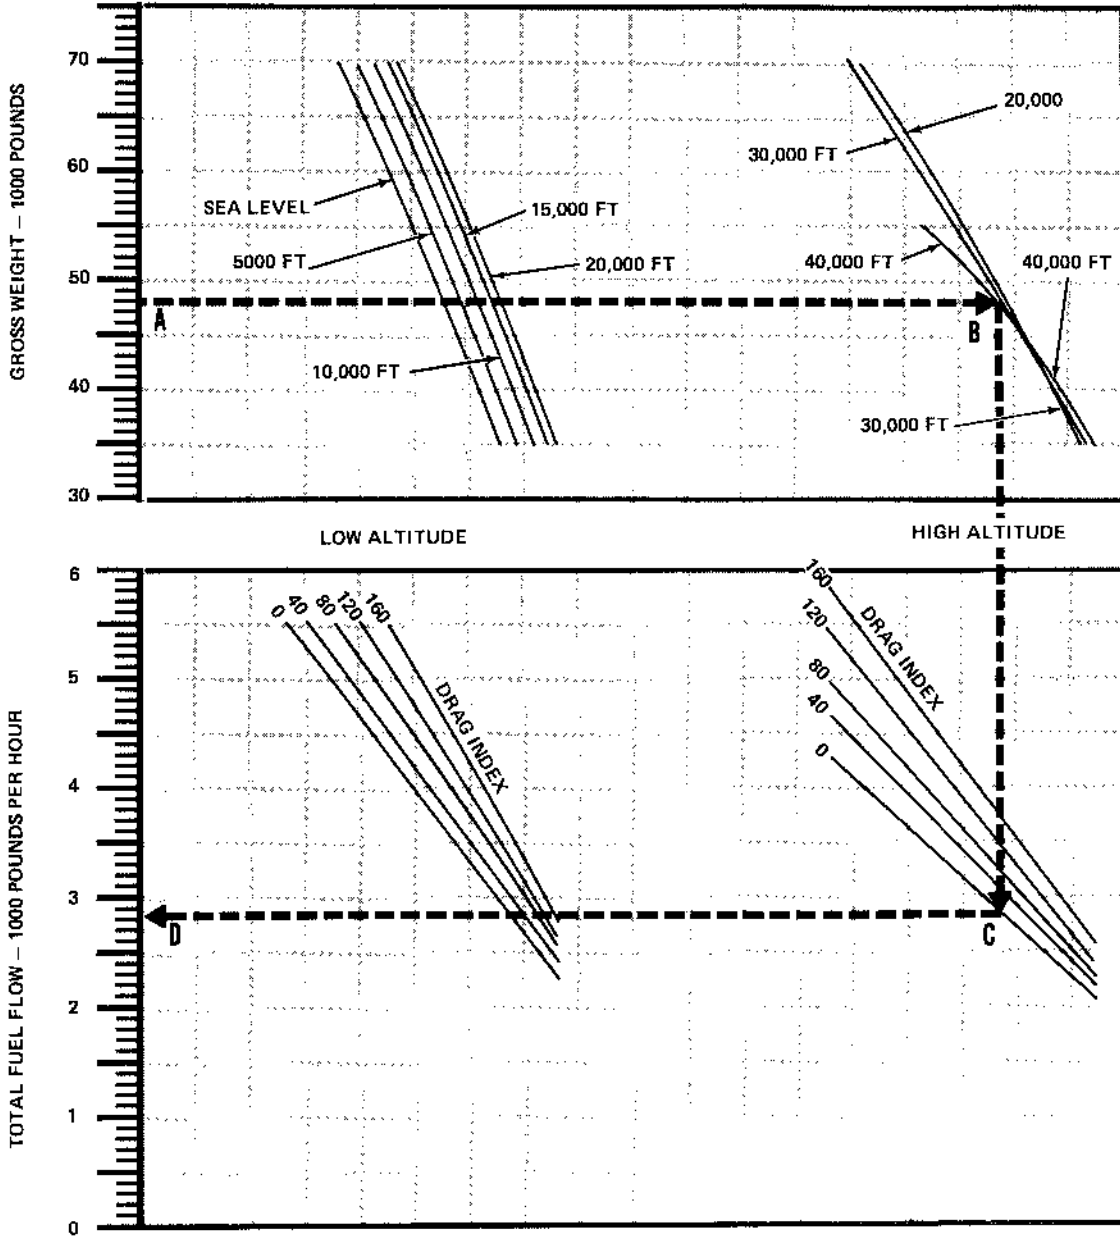 GROSS WEIGHT – 1000 POUNDS
70
60
50
40
30
20,000
30,000 FT
SEA LEVEL
15,000 FT
5000 FT
20,000 FT
40,000 FT
40,000 FT
A
B
10,000 FT
30,000 FT
LOW ALTITUDE
HIGH ALTITUDE
TOTAL FUEL FLOW – 1000 POUNDS PER HOUR
6
5
4
3
2
1
0
0
40
80
120
160
DRAG INDEX
160
120
80
40
0
DRAG INDEX
D
C